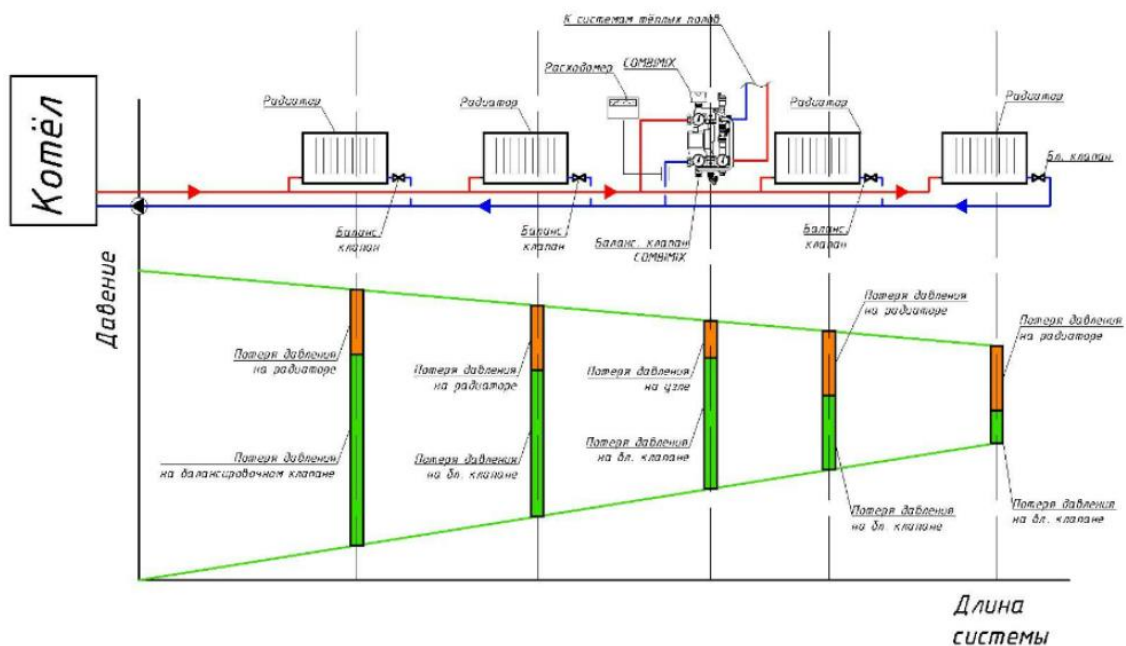 К системам тёплых полов
COMBIMIX
Расходомер
Котёл
Радиатор
Радиатор
Радиатор
Радиатор
Бл. клапан
Баланс.
клапан
Баланс.
клапан
Баланс. клапан
COMBIMIX
Баланс.
клапан
Давение
Потеря давления
на радиаторе
Потеря давления
на радиаторе
Потеря давления
на радиаторе
Потеря давления
на узле
Потеря давления
на радиаторе
Потеря давления
на балансировочном клапане
Потеря давления
на бл. клапане
Потеря давления
на вл. клапане
Потеря давления
на бл. клапане
Потеря давления
на бл. клапане
Длина
системы